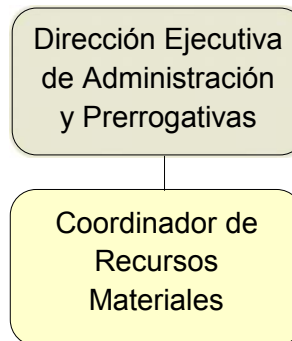 Dirección Ejecutiva
de Administración
y Prerrogativas
Coordinador de
Recursos
Materiales